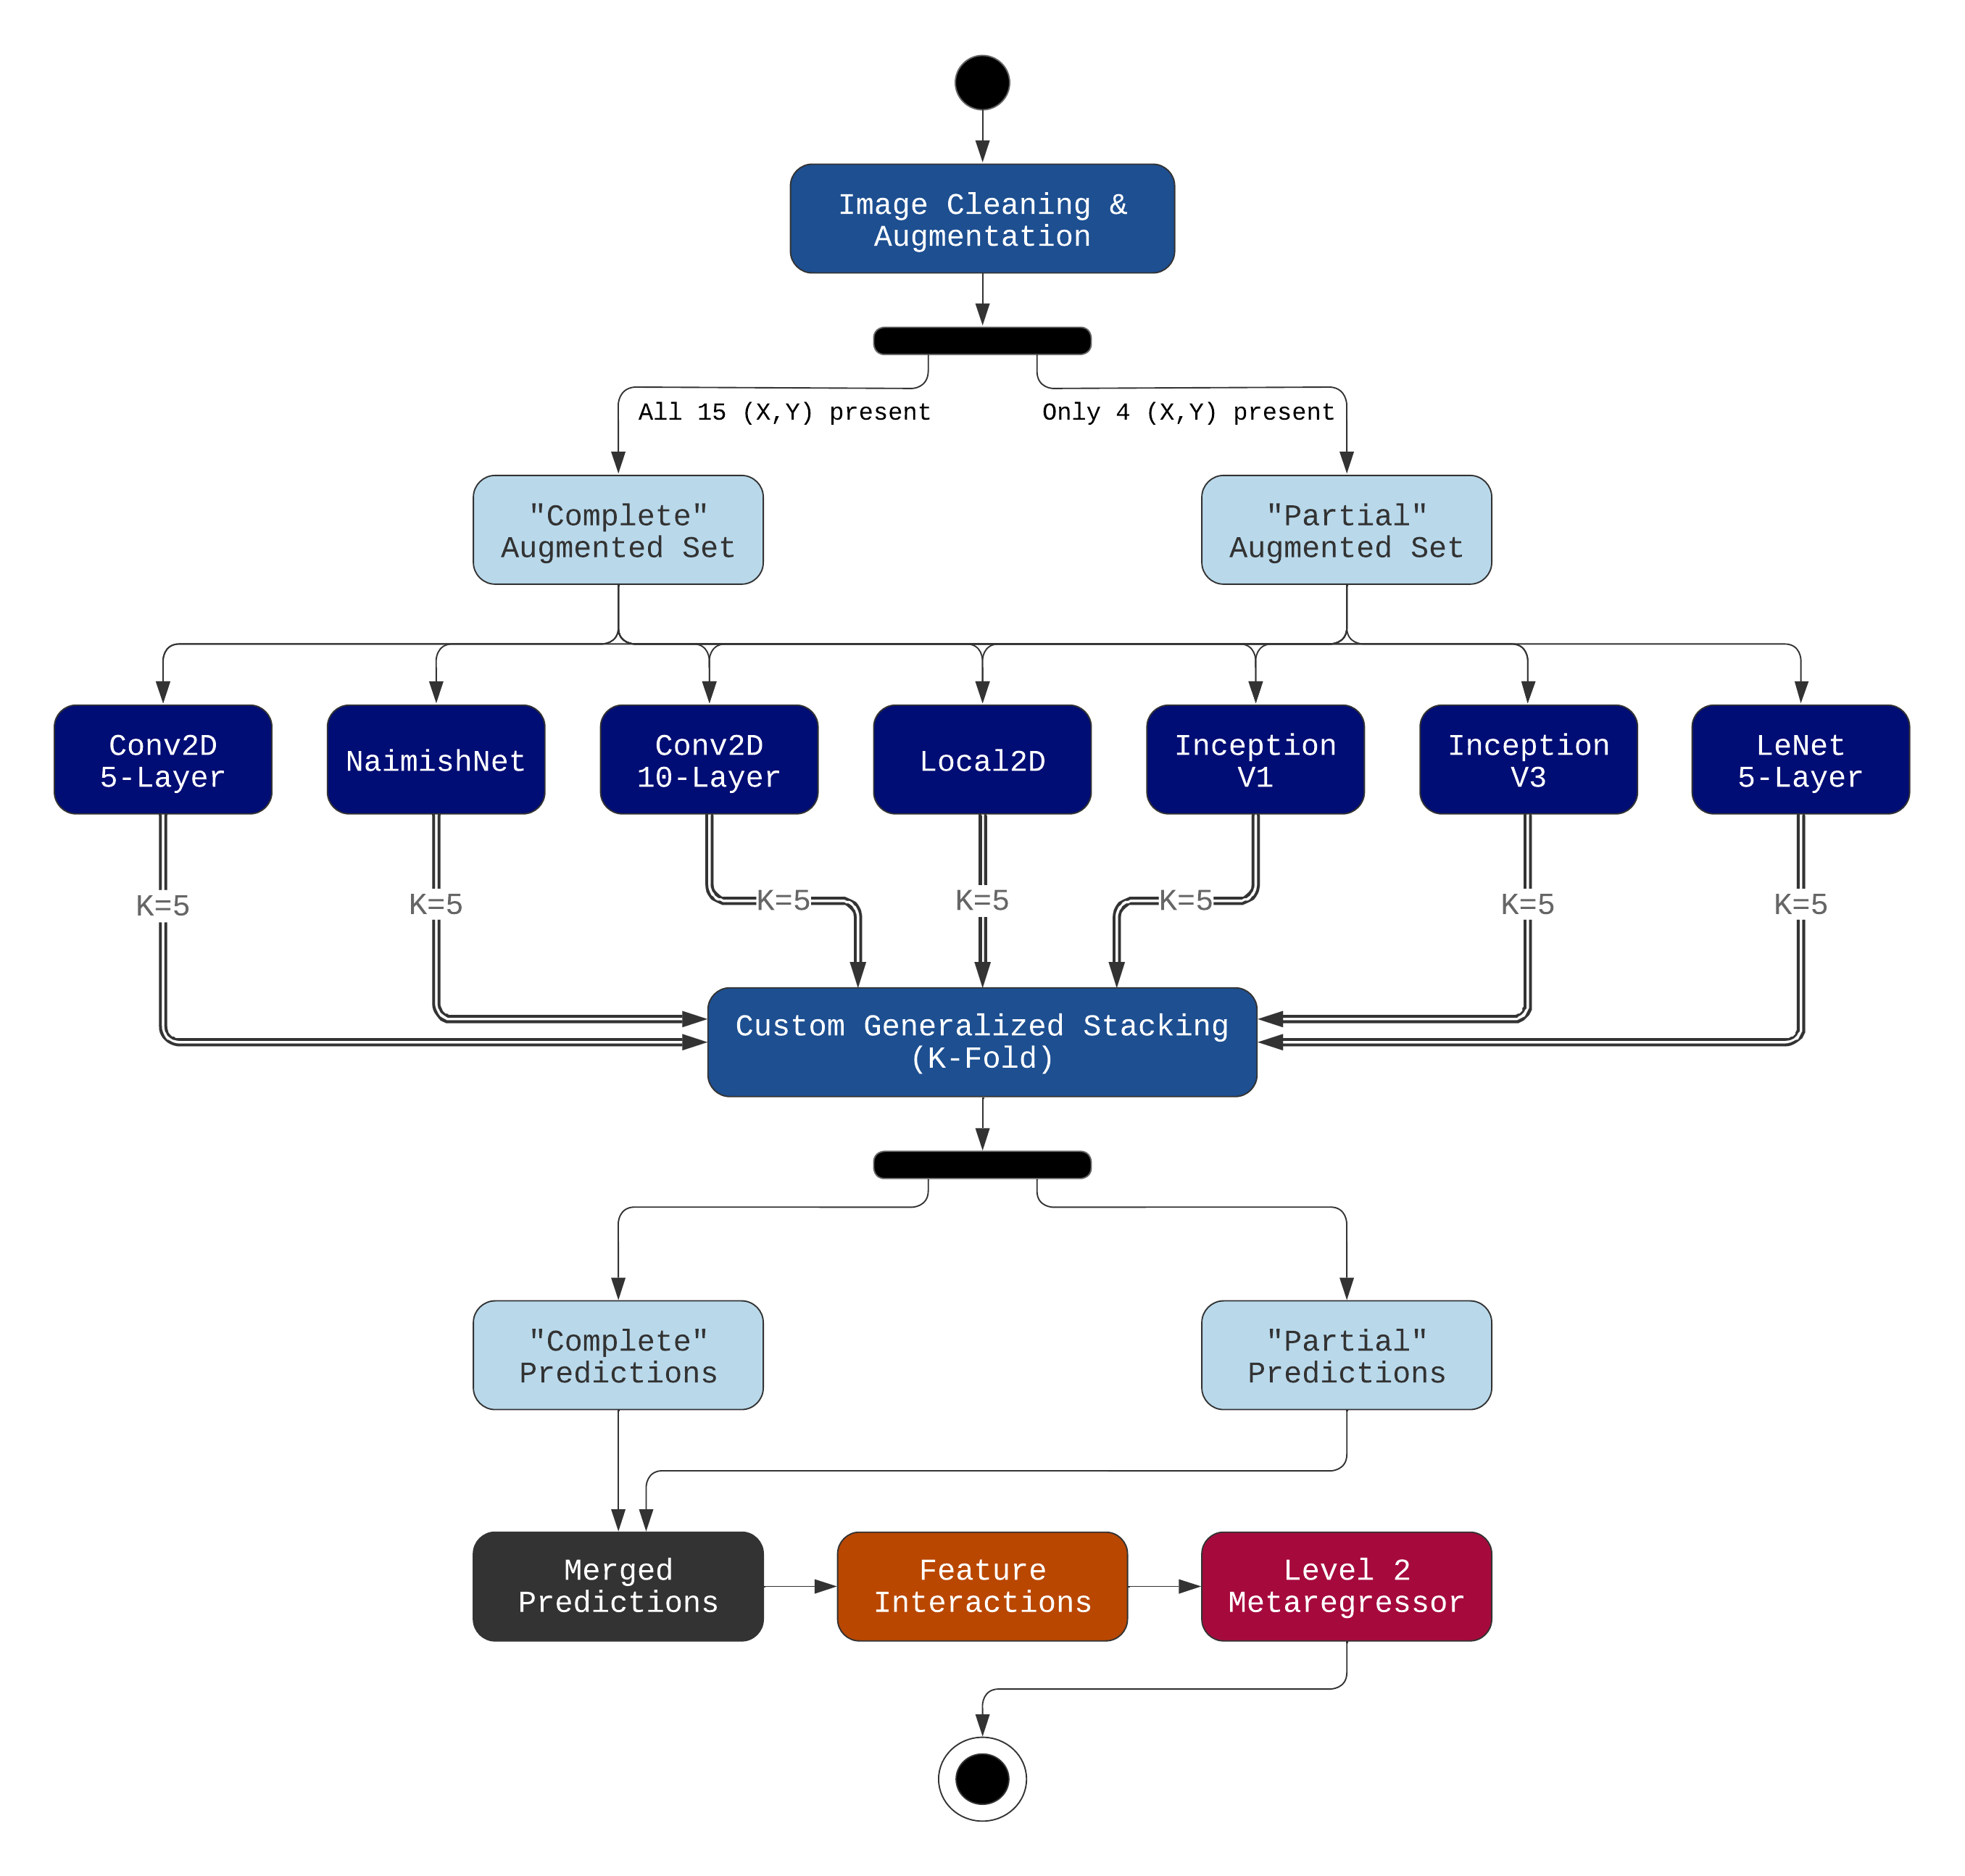 Image Cleaning &
Augmentation
All 15 (X,Y) present
Only 4 (X,Y) present
"Complete"
Augmented Set
"Partial"
Augmented Set
Conv2D
5-Layer
NaimishNet
Conv2D
10-Layer
Local2D
Inception
V1
Inception
V3
LeNet
5-Layer
K=5
K=5
K=5
K=5
K=5
K=5
K=5
Custom Generalized Stacking
(K-Fold)
"Complete"
Predictions
"Partial"
Predictions
Merged
Predictions
Feature
Interactions
Level 2
Metaregressor